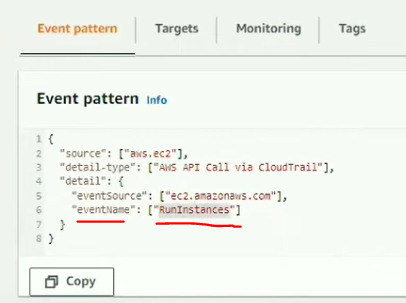 Event pattern
Targets
Monitoring
Tags
Event pattern Info
1 {
2 "source": ["aws.ec2"],
3 "detail-type": ["AWS API Call via CloudTrail"],
4 "detail": {
5 "eventSource": ["ec2.amazonaws.com"],
6 "eventName": ["RunInstances"]
7 }
8 }
Copy